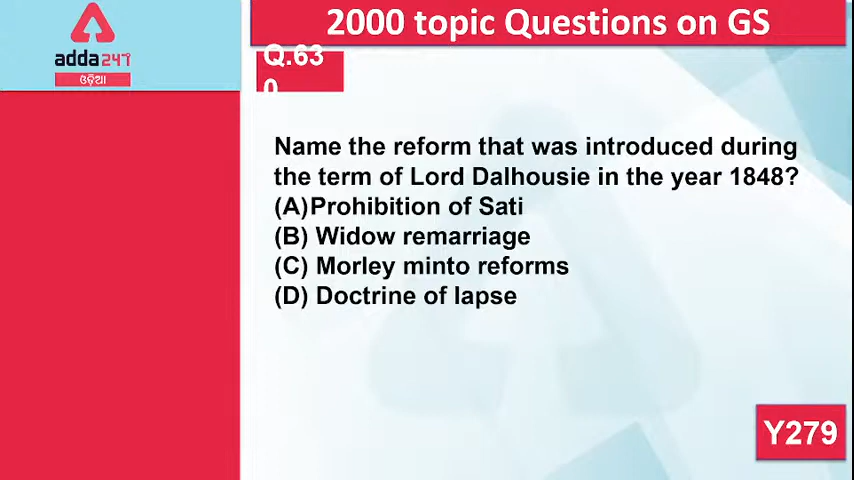 adda247
ଓଡ଼ିଆ
2000 topic Questions on GS
Q.63
0
Name the reform that was introduced during
the term of Lord Dalhousie in the year 1848?
(A)Prohibition of Sati
(B) Widow remarriage
(C) Morley minto reforms
(D) Doctrine of lapse
Y279